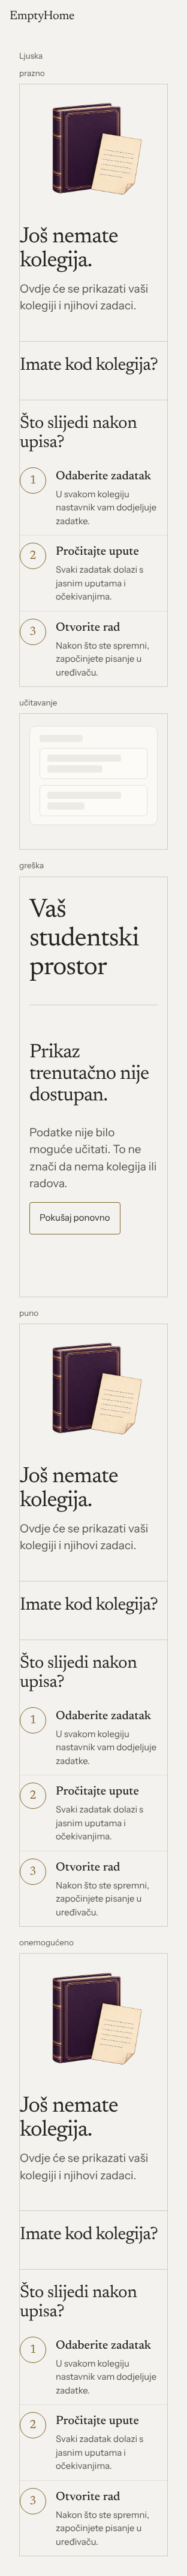 EmptyHome
Ljuska
prazno
Još nemate
kolegija.
Ovdje će se prikazati vaši
kolegiji i njihovi zadaci.
Imate kod kolegija?
Što slijedi nakon
upisa?
1
Odaberite zadatak
U svakom kolegiju
nastavnik vam dodjeljuje
zadatke.
2
Pročitajte upute
Svaki zadatak dolazi s
jasnim uputama i
očekivanjima.
3
Otvorite rad
Nakon što ste spremni,
započinjete pisanje u
uređivaču.
učitavanje
greška
Vaš
studentski
prostor
Prikaz
trenutačno nije
dostupan.
Podatke nije bilo
moguće učitati. To ne
znači da nema kolegija ili
radova.
Pokušaj ponovno
puno
Još nemate
kolegija.
Ovdje će se prikazati vaši
kolegiji i njihovi zadaci.
Imate kod kolegija?
Što slijedi nakon
upisa?
1
Odaberite zadatak
U svakom kolegiju
nastavnik vam dodjeljuje
zadatke.
2
Pročitajte upute
Svaki zadatak dolazi s
jasnim uputama i
očekivanjima.
3
Otvorite rad
Nakon što ste spremni,
započinjete pisanje u
uređivaču.
onemogućeno
Još nemate
kolegija.
Ovdje će se prikazati vaši
kolegiji i njihovi zadaci.
Imate kod kolegija?
Što slijedi nakon
upisa?
1
Odaberite zadatak
U svakom kolegiju
nastavnik vam dodjeljuje
zadatke.
2
Pročitajte upute
Svaki zadatak dolazi s
jasnim uputama i
očekivanjima.
3
Otvorite rad
Nakon što ste spremni,
započinjete pisanje u
uređivaču.